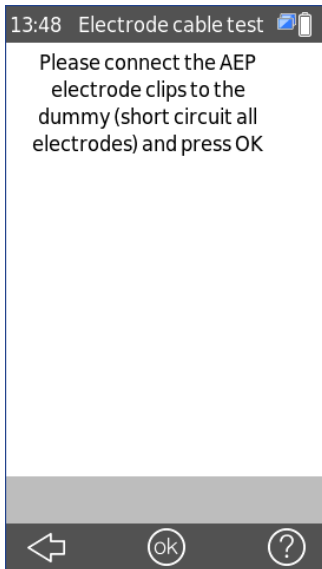 13:48 Electrode cable test
Please connect the AEP
electrode clips to the
dummy (short circuit all
electrodes) and press OK
ok
?